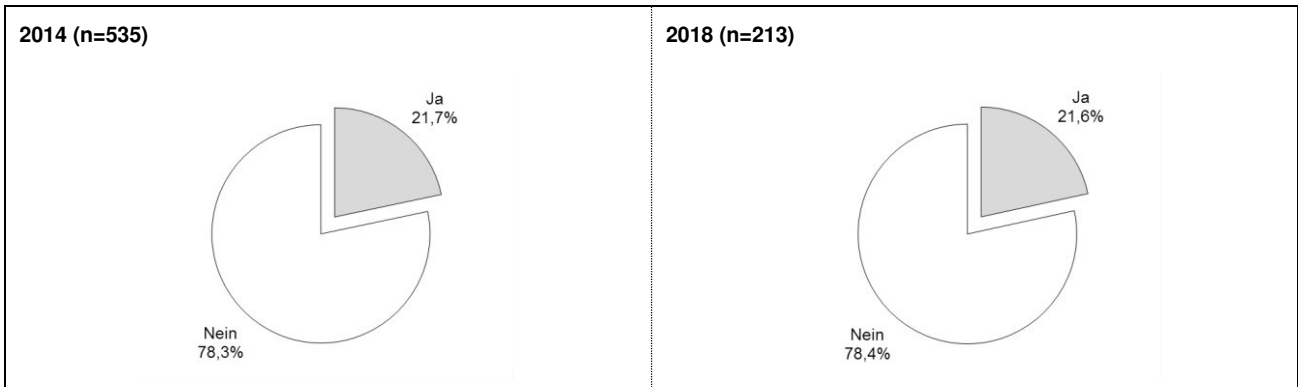 2014 (n=535)
Ja
21,7%
Nein
78,3%
2018 (n=213)
Ja
21,6%
Nein
78,4%